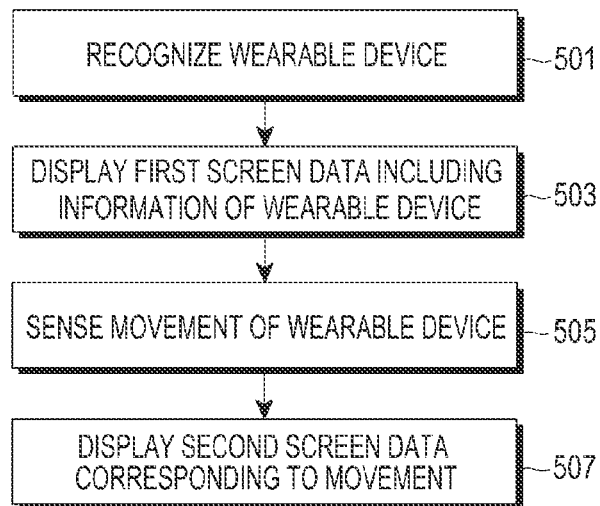 RECOGNIZE WEARABLE DEVICE
501
DISPLAY FIRST SCREEN DATA INCLUDING
INFORMATION OF WEARABLE DEVICE
503
SENSE MOVEMENT OF WEARABLE DEVICE
505
DISPLAY SECOND SCREEN DATA
CORRESPONDING TO MOVEMENT
507